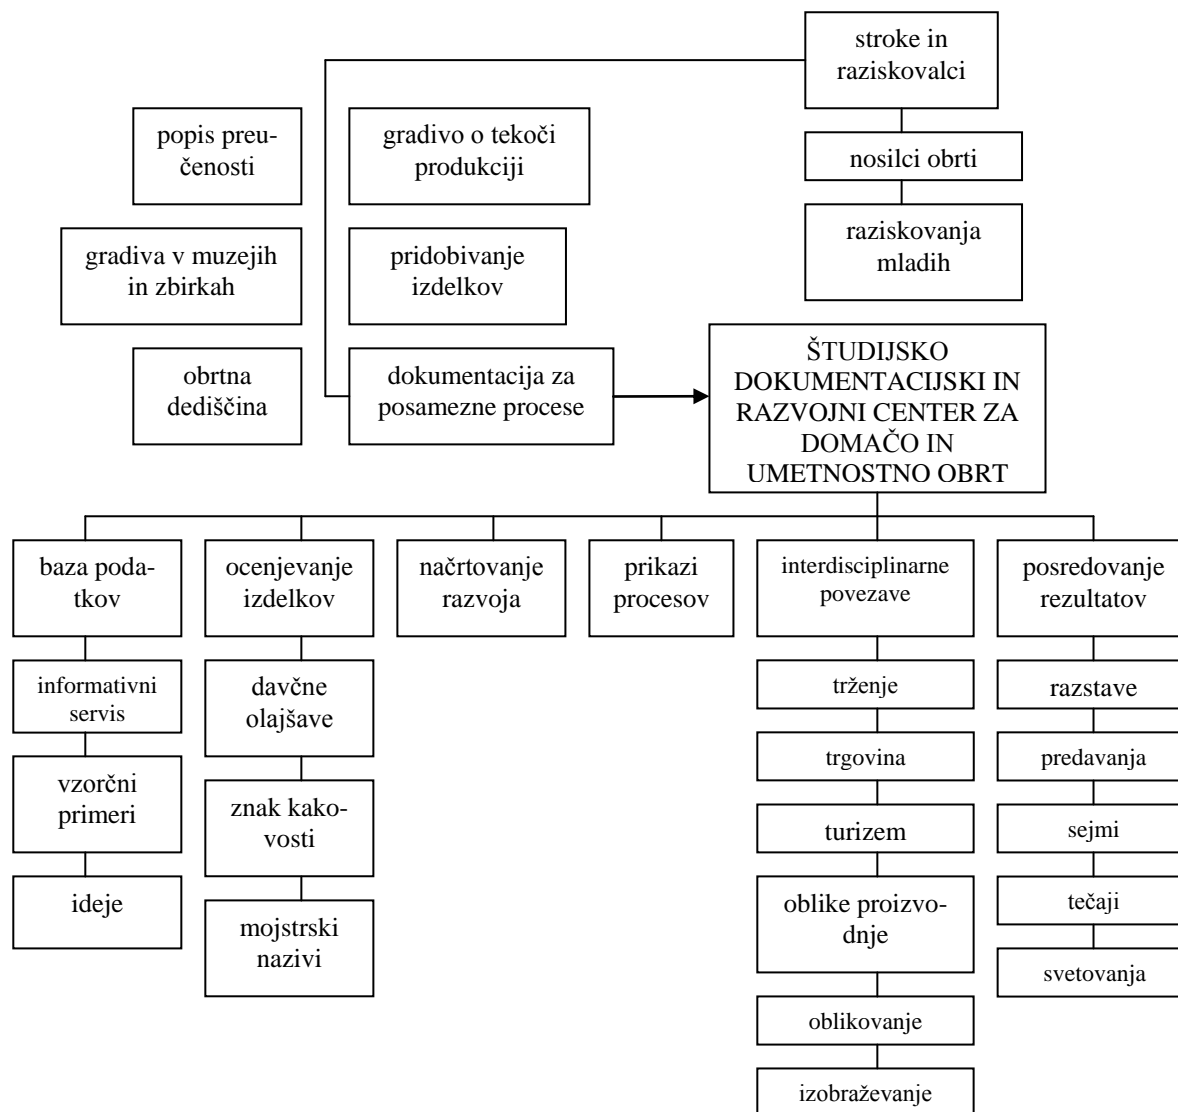 stroke in
raziskovalci
popis preu-
čenosti
gradivo o tekoči
produkciji
nosilci obrti
raziskovanja
mladih
gradiva v muzejih
in zbirkah
pridobivanje
izdelkov
obrtna
dediščina
dokumentacija za
posamezne procese
ŠTUDIJSKO
DOKUMENTACIJSKI IN
RAZVOJNI CENTER ZA
DOMAČO IN
UMETNOSTNO OBRT
baza poda-
tkov
informativni
servis
vzorčni
primeri
ideje
ocenjevanje
izdelkov
davčne
olajšave
znak kako-
vosti
mojstrski
nazivi
načrtovanje
razvoja
prikazi
procesov
interdisciplinarne
povezave
trženje
trgovina
turizem
oblike proizvo-
dnje
oblikovanje
izobraževanje
posredovanje
rezultatov
razstave
predavanja
sejmi
tečaji
svetovanja